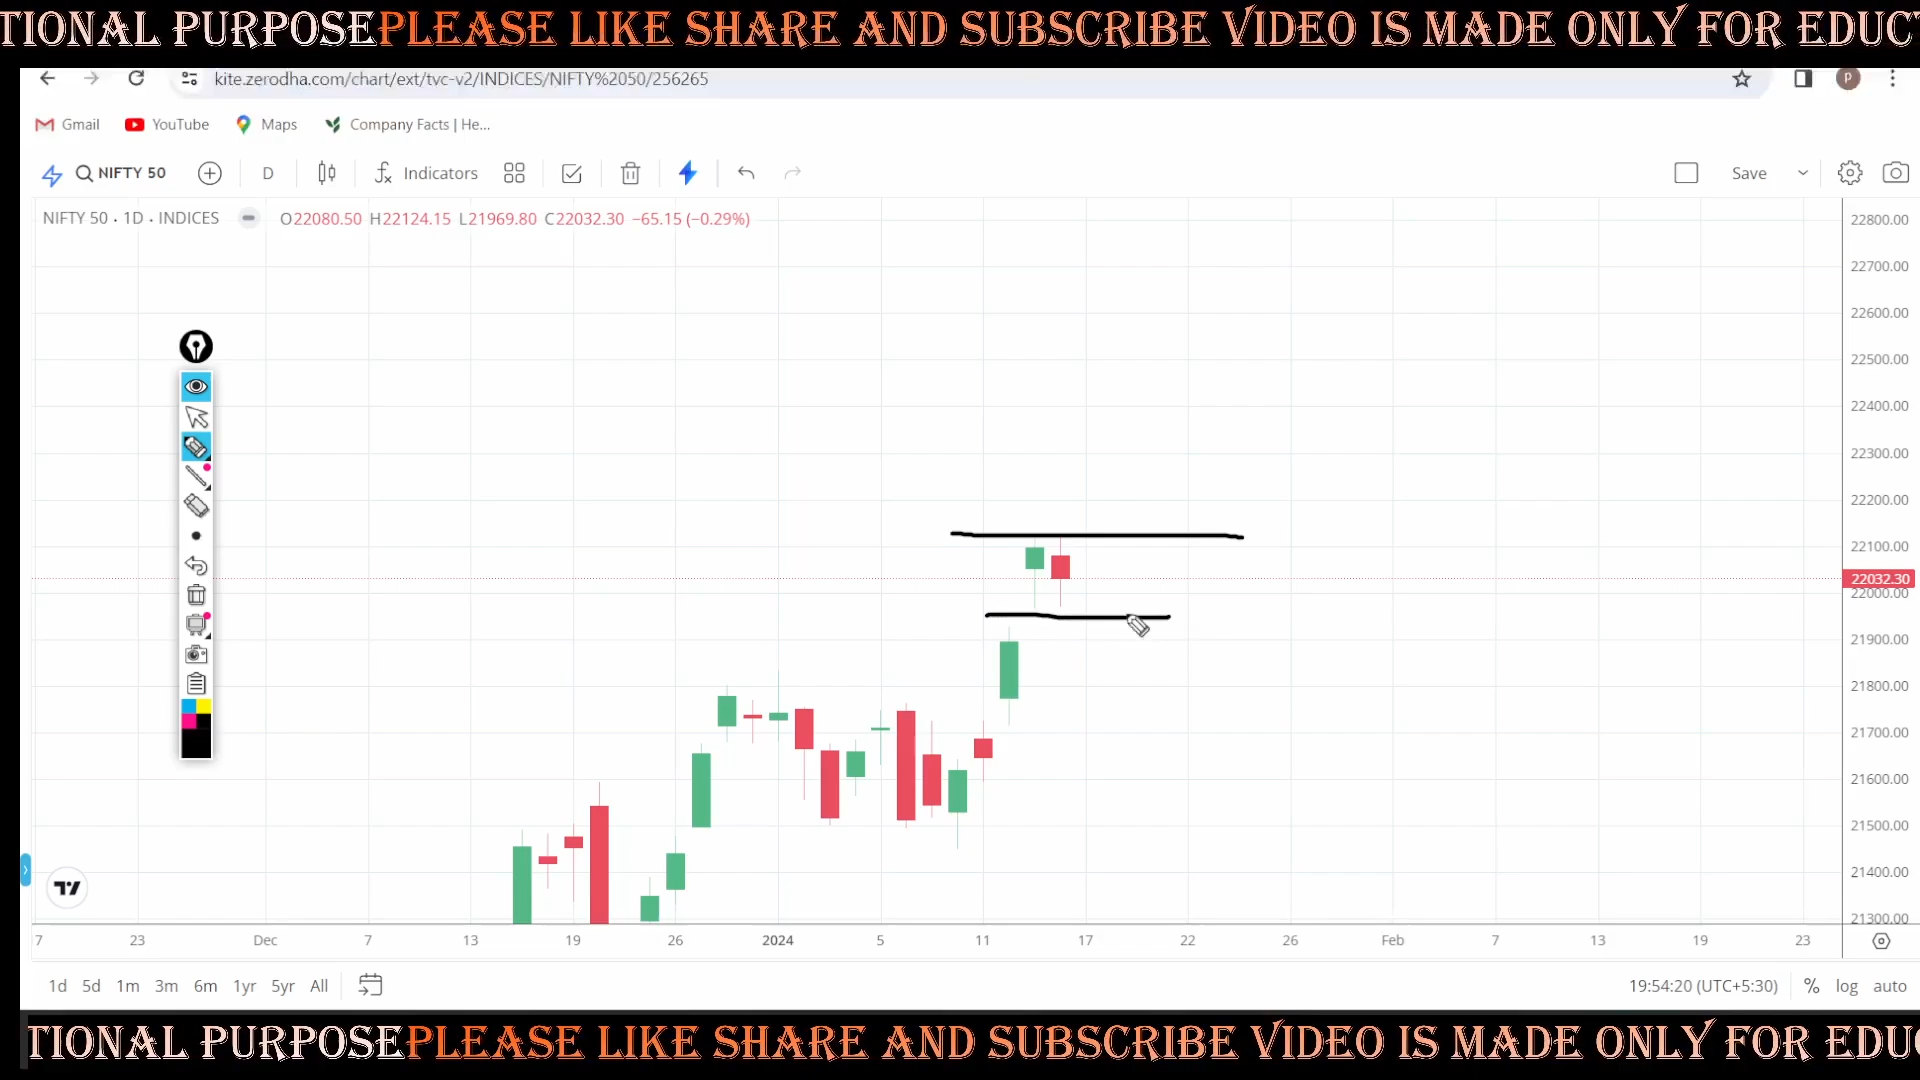 TIONAL PURPOSEPLEASE LIKE SHARE AND SUBSCRIBE VIDEO IS MADE ONLY FOR EDUCT
kite.zerodha.com/chart/ext/tvc-v2/INDICES/NIFTY%2050/256265
P
Gmail YouTube Maps Company Facts | He...
NIFTY 50 D Indicators Save
NIFTY 50 · 1D · INDICES O22080.50 H22124.15 L21969.80 C22032.30 −65.15 (−0.29%)
22800.00
22700.00
22600.00
22500.00
22400.00
22300.00
22200.00
22100.00
22032.30
22000.00
21900.00
21800.00
21700.00
21600.00
21500.00
21400.00
21300.00
7 23 Dec 7 13 19 26 2024 5 11 17 22 26 Feb 7 13 19 23
1d 5d 1m 3m 6m 1yr 5yr All 19:54:20 (UTC+5:30) % log auto
TIONAL PURPOSEPLEASE LIKE SHARE AND SUBSCRIBE VIDEO IS MADE ONLY FOR EDUC